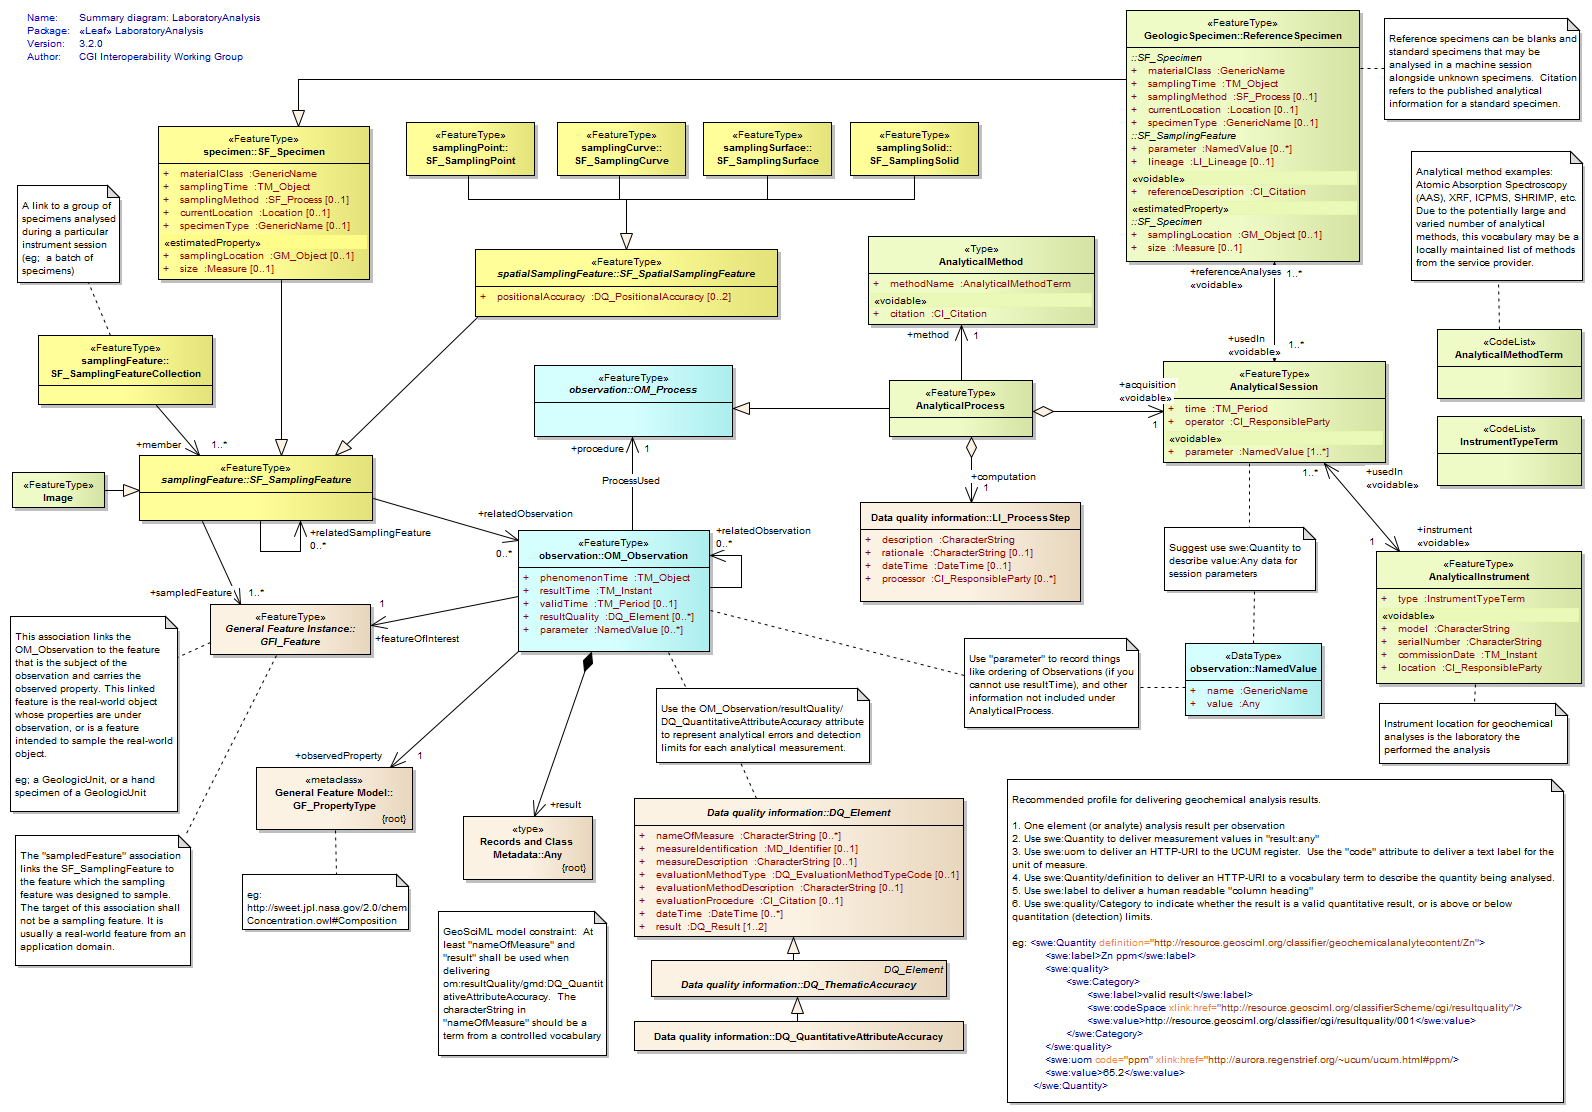 Name: Summary diagram: LaboratoryAnalysis
Package: «Leaf» LaboratoryAnalysis
Version: 3.2.0
Author: CGI Interoperability Working Group
«FeatureType»
GeologicSpecimen::ReferenceSpecimen
::SF_Specimen
+ materialClass :GenericName
+ samplingTime :TM_Object
+ samplingMethod :SF_Process [0..1]
+ currentLocation :Location [0..1]
+ specimenType :GenericName [0..1]
::SF_SamplingFeature
+ parameter :NamedValue [0..*]
+ lineage :LI_Lineage [0..1]
«voidable»
+ referenceDescription :CI_Citation
«estimatedProperty»
::SF_Specimen
+ samplingLocation :GM_Object [0..1]
+ size :Measure [0..1]
Reference specimens can be blanks and
standard specimens that may be
analysed in a machine session
alongside unknown specimens. Citation
refers to the published analytical
information for a standard specimen.
«FeatureType»
specimen::SF_Specimen
+ materialClass :GenericName
+ samplingTime :TM_Object
+ samplingMethod :SF_Process [0..1]
+ currentLocation :Location [0..1]
+ specimenType :GenericName [0..1]
«estimatedProperty»
+ samplingLocation :GM_Object [0..1]
+ size :Measure [0..1]
«FeatureType»
samplingPoint::
SF_SamplingPoint
«FeatureType»
samplingCurve::
SF_SamplingCurve
«FeatureType»
samplingSurface::
SF_SamplingSurface
«FeatureType»
samplingSolid::
SF_SamplingSolid
Analytical method examples:
Atomic Absorption Spectroscopy
(AAS), XRF, ICPMS, SHRIMP, etc.
Due to the potentially large and
varied number of analytical
methods, this vocabulary may be a
locally maintained list of methods
from the service provider.
A link to a group of
specimens analysed
during a particular
instrument session
(eg; a batch of
specimens)
«FeatureType»
spatialSamplingFeature::SF_SpatialSamplingFeature
+ positionalAccuracy :DQ_PositionalAccuracy [0..2]
«Type»
AnalyticalMethod
+ methodName :AnalyticalMethodTerm
«voidable»
+ citation :CI_Citation
+referenceAnalyses 1..*
«voidable»
+method 1
+usedIn
«voidable» 1..*
«CodeList»
AnalyticalMethodTerm
«FeatureType»
samplingFeature::
SF_SamplingFeatureCollection
«FeatureType»
observation::OM_Process
«FeatureType»
AnalyticalProcess
+acquisition
«voidable»
1
«FeatureType»
AnalyticalSession
+ time :TM_Period
+ operator :CI_ResponsibleParty
«voidable»
+ parameter :NamedValue [1..*]
«CodeList»
InstrumentTypeTerm
+member 1..*
+procedure 1
ProcessUsed
+computation
1
1..* +usedIn
«voidable»
«FeatureType»
Image
«FeatureType»
samplingFeature::SF_SamplingFeature
+relatedSamplingFeature
0..*
+relatedObservation
0..*
+relatedObservation
0..*
Data quality information::LI_ProcessStep
+ description :CharacterString
+ rationale :CharacterString [0..1]
+ dateTime :DateTime [0..1]
+ processor :CI_ResponsibleParty [0..*]
Suggest use swe:Quantity to
describe value:Any data for
session parameters
+instrument
«voidable»
1
«FeatureType»
AnalyticalInstrument
+ type :InstrumentTypeTerm
«voidable»
+ model :CharacterString
+ serialNumber :CharacterString
+ commissionDate :TM_Instant
+ location :CI_ResponsibleParty
«FeatureType»
observation::OM_Observation
+ phenomenonTime :TM_Object
+ resultTime :TM_Instant
+ validTime :TM_Period [0..1]
+ resultQuality :DQ_Element [0..*]
+ parameter :NamedValue [0..*]
+sampledFeature 1..*
1
+featureOfInterest
«FeatureType»
General Feature Instance::
GFI_Feature
This association links the
OM_Observation to the feature
that is the subject of the
observation and carries the
observed property. This linked
feature is the real-world object
whose properties are under
observation, or is a feature
intended to sample the real-world
object.
eg; a GeologicUnit, or a hand
specimen of a GeologicUnit
Use "parameter" to record things
like ordering of Observations (if you
cannot use resultTime), and other
information not included under
AnalyticalProcess.
«DataType»
observation::NamedValue
+ name :GenericName
+ value :Any
Use the OM_Observation/resultQuality/
DQ_QuantitativeAttributeAccuracy attribute
to represent analytical errors and detection
limits for each analytical measurement.
Instrument location for geochemical
analyses is the laboratory the
performed the analysis
+observedProperty 1
«metaclass»
General Feature Model::
GF_PropertyType
{root}
+result
«type»
Records and Class
Metadata::Any
{root}
Data quality information::DQ_Element
+ nameOfMeasure :CharacterString [0..*]
+ measureIdentification :MD_Identifier [0..1]
+ measureDescription :CharacterString [0..1]
+ evaluationMethodType :DQ_EvaluationMethodTypeCode [0..1]
+ evaluationMethodDescription :CharacterString [0..1]
+ evaluationProcedure :CI_Citation [0..1]
+ dateTime :DateTime [0..*]
+ result :DQ_Result [1..2]
The "sampledFeature" association
links the SF_SamplingFeature to
the feature which the sampling
feature was designed to sample.
The target of this association shall
not be a sampling feature. It is
usually a real-world feature from an
application domain.
eg:
http://sweet.jpl.nasa.gov/2.0/chem
Concentration.owl#Composition
GeoSciML model constraint: At
least "nameOfMeasure" and
"result" shall be used when
delivering
om:resultQuality/gmd:DQ_Quantit
ativeAttributeAccuracy. The
characterString in
"nameOfMeasure" should be a
term from a controlled vocabulary
DQ_Element
Data quality information::DQ_ThematicAccuracy
Data quality information::DQ_QuantitativeAttributeAccuracy
Recommended profile for delivering geochemical analysis results.
1. One element (or analyte) analysis result per observation
2. Use swe:Quantity to deliver measurement values in "result:any"
3. Use swe:uom to deliver an HTTP-URI to the UCUM register. Use the "code" attribute to deliver a text label for the
unit of measure.
4. Use swe:Quantity/definition to deliver an HTTP-URI to a vocabulary term to describe the quantity being analysed.
5. Use swe:label to deliver a human readable "column heading"
6. Use swe:quality/Category to indicate whether the result is a valid quantitative result, or is above or below
quantitation (detection) limits.
eg: <swe:Quantity definition="http://resource.geosciml.org/classifier/geochemicalanalytecontent/Zn">
<swe:label>Zn ppm</swe:label>
<swe:quality>
<swe:Category>
<swe:label>valid result</swe:label>
<swe:codeSpace xlink:href="http://resource.geosciml.org/classifierScheme/cgi/resultquality"/>
<swe:value>http://resource.geosciml.org/classifier/cgi/resultquality/001</swe:value>
</swe:Category>
</swe:quality>
<swe:uom code="ppm" xlink:href="http://aurora.regenstrief.org/~ucum/ucum.html#ppm/>
<swe:value>65.2</swe:value>
</swe:Quantity>